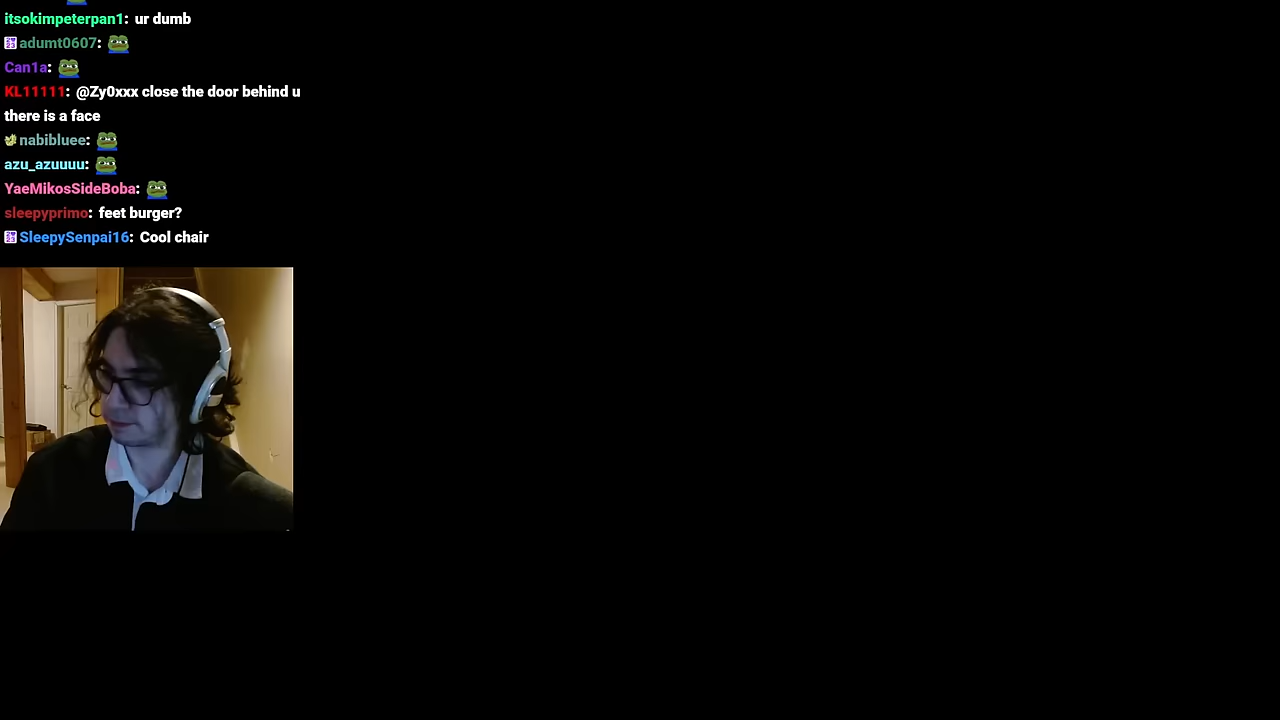 itsokimpeterpan1: ur dumb
adumt0607:
Can1a:
KL11111: @Zy0xxx close the door behind u
there is a face
nabibluee:
azu_azuuuu:
YaeMikosSideBoba:
sleepyprimo: feet burger?
SleepySenpai16: Cool chair